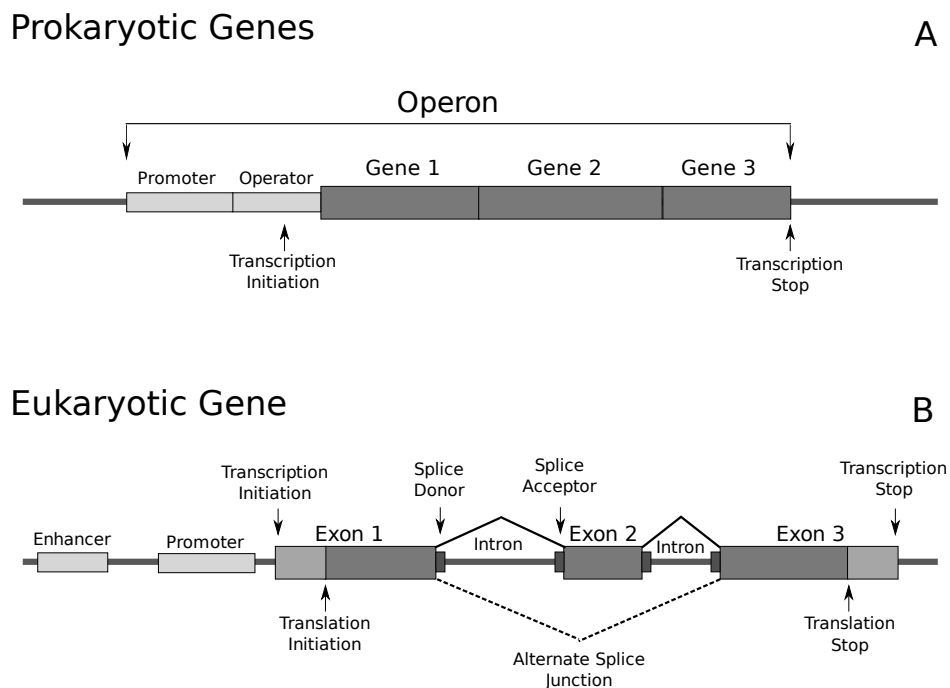 Prokaryotic Genes
A
Operon
Promoter
Operator
Gene 1
Gene 2
Gene 3
Transcription
Initiation
Transcription
Stop
Eukaryotic Gene
B
Transcription
Initiation
Splice
Donor
Splice
Acceptor
Transcription
Stop
Enhancer
Promoter
Exon 1
Intron
Exon 2
Intron
Exon 3
Translation
Initiation
Alternate Splice
Junction
Translation
Stop